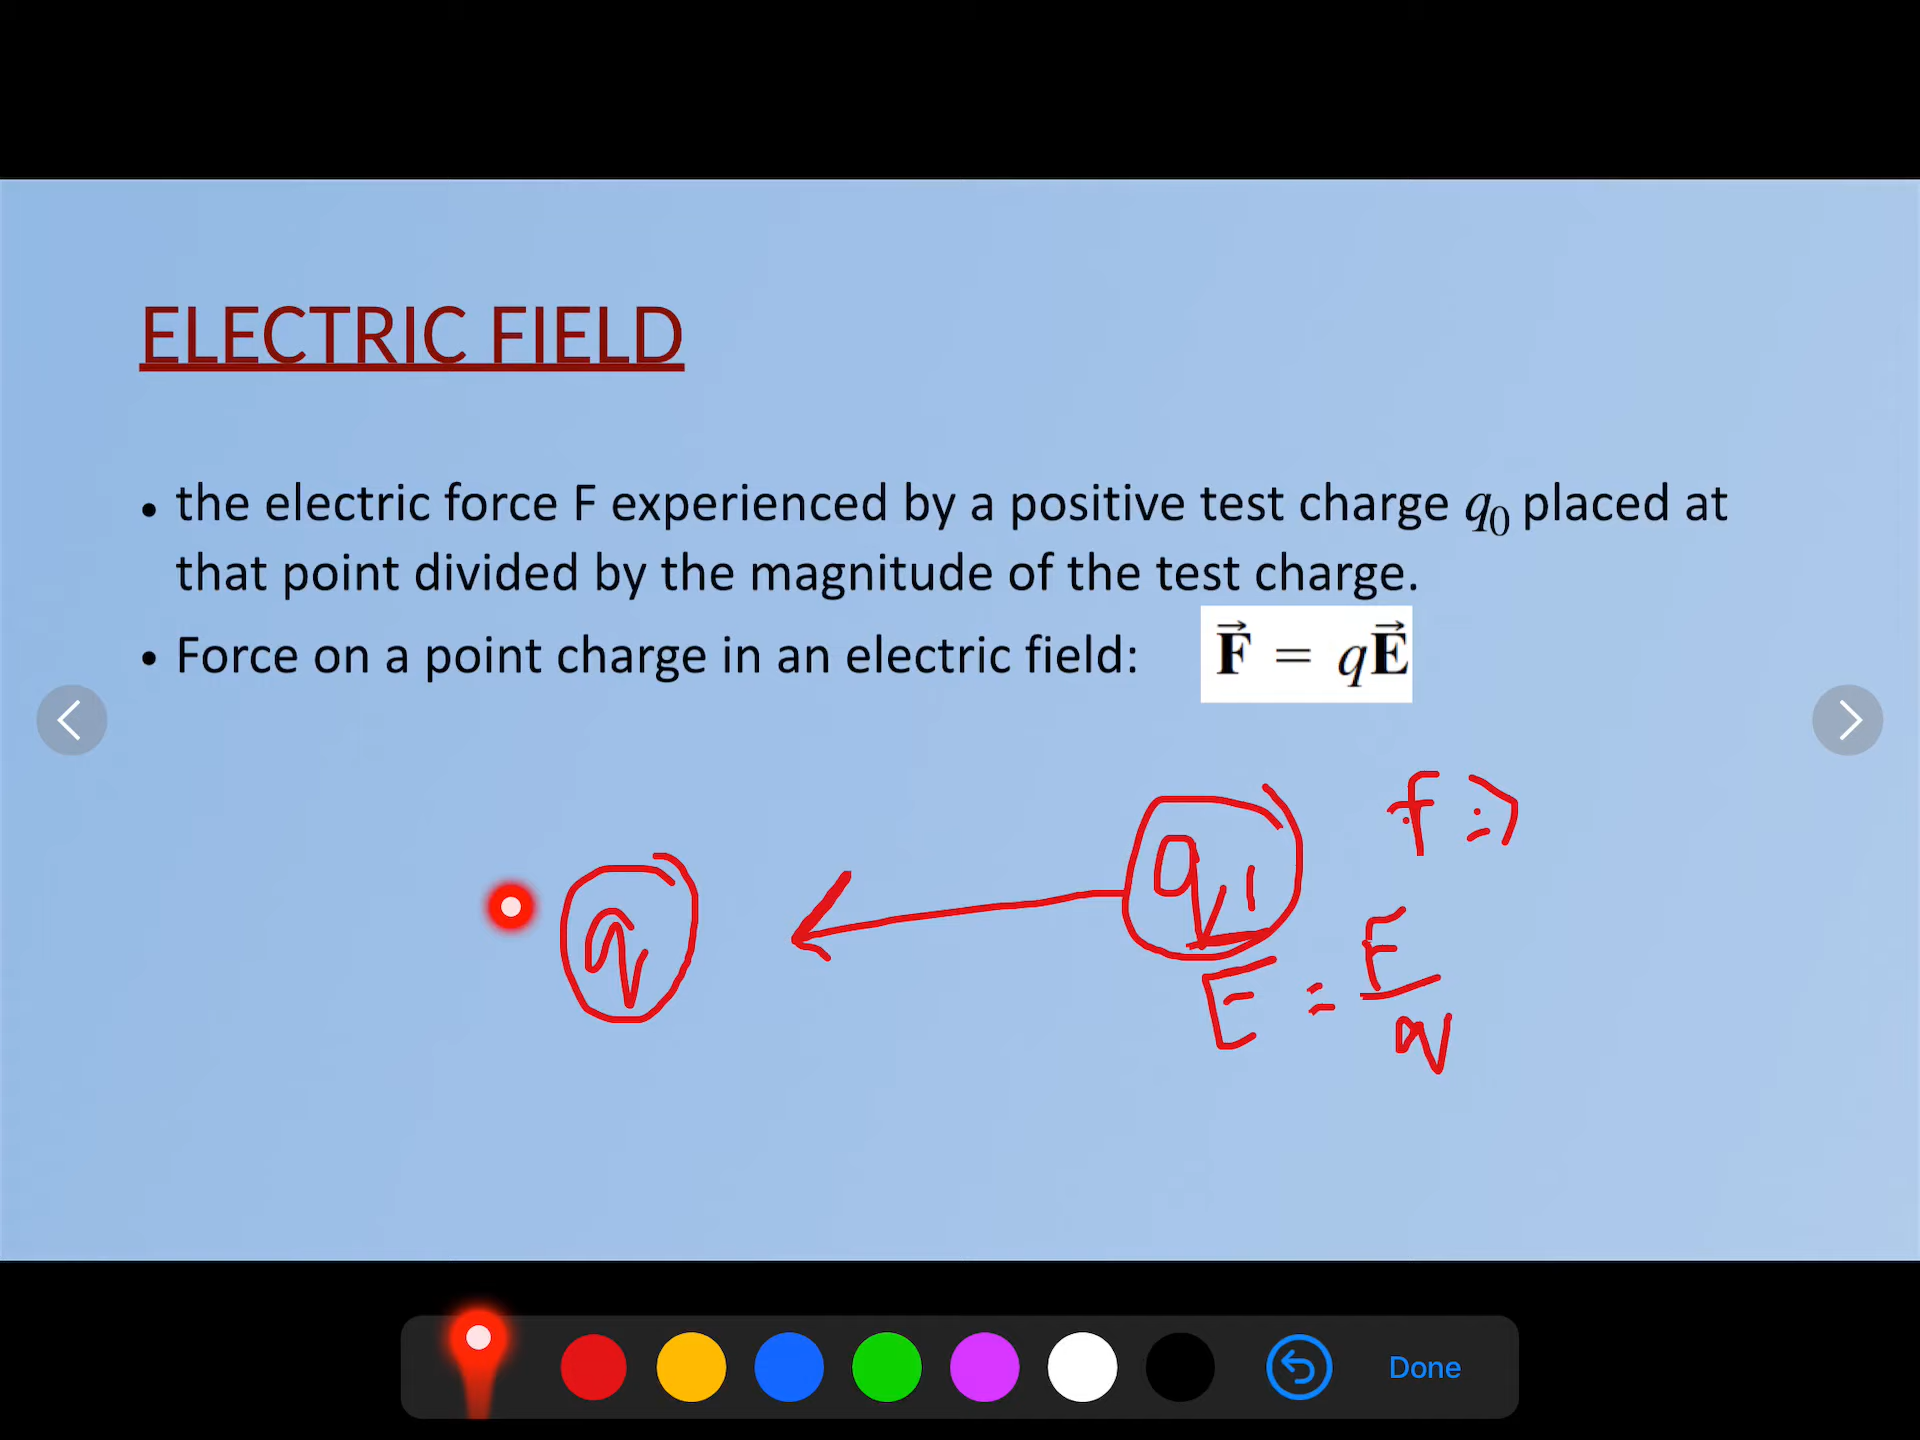 ELECTRIC FIELD
• the electric force F experienced by a positive test charge q₀ placed at
that point divided by the magnitude of the test charge.
• Force on a point charge in an electric field: F⃗ = qE⃗
f =>
q
q1
E = F/q
Done